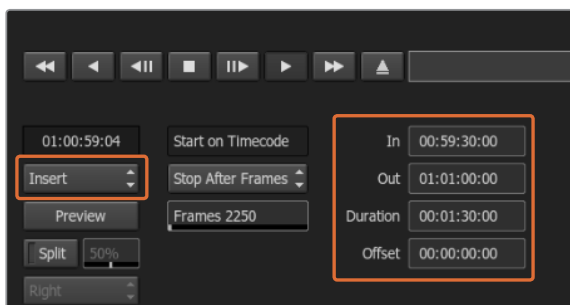 01:00:59:04 Start on Timecode In 00:59:30:00
Insert Stop After Frames Out 01:01:00:00
Preview Frames 2250 Duration 00:01:30:00
Split 50% Offset 00:00:00:00
Right